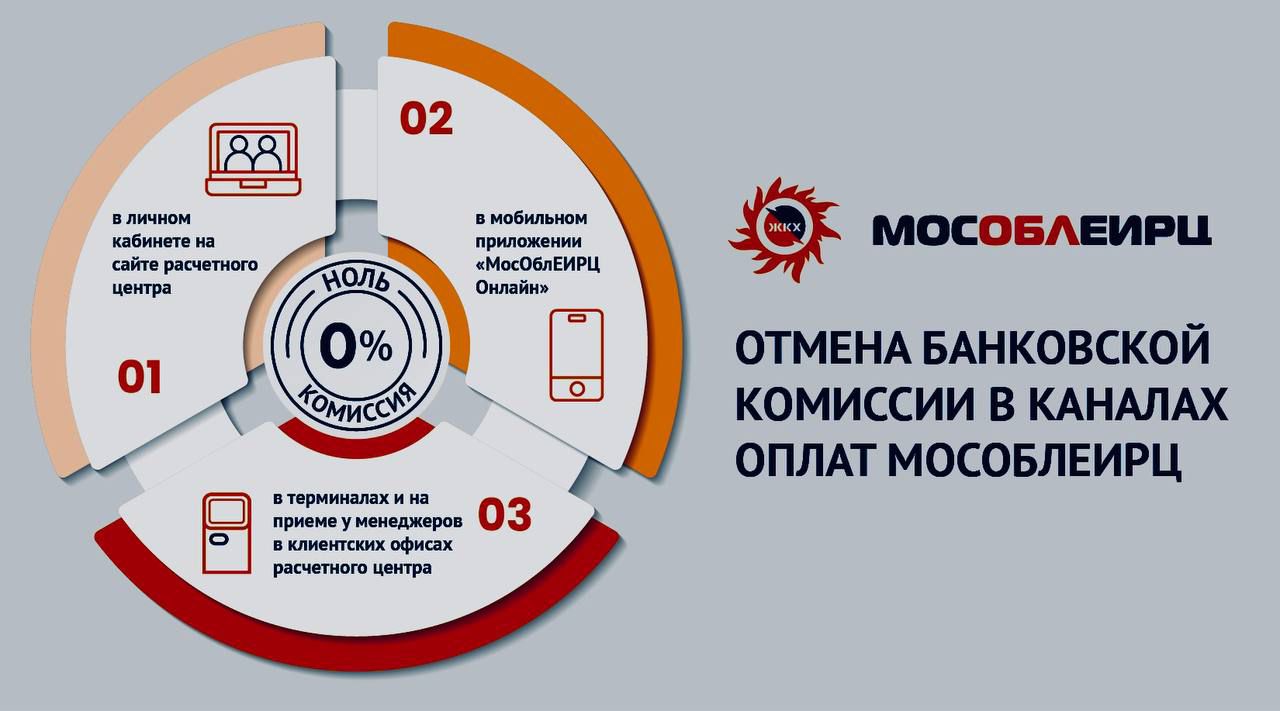 01
в личном
кабинете на
сайте расчетного
центра
02
в мобильном
приложении
«МосОблЕИРЦ
Онлайн»
НОЛЬ
0%
КОМИССИЯ
03
в терминалах и на
приеме у менеджеров
в клиентских офисах
расчетного центра
ЖКХ
МОСОБЛЕИРЦ
ОТМЕНА БАНКОВСКОЙ
КОМИССИИ В КАНАЛАХ
ОПЛАТ МОСОБЛЕИРЦ